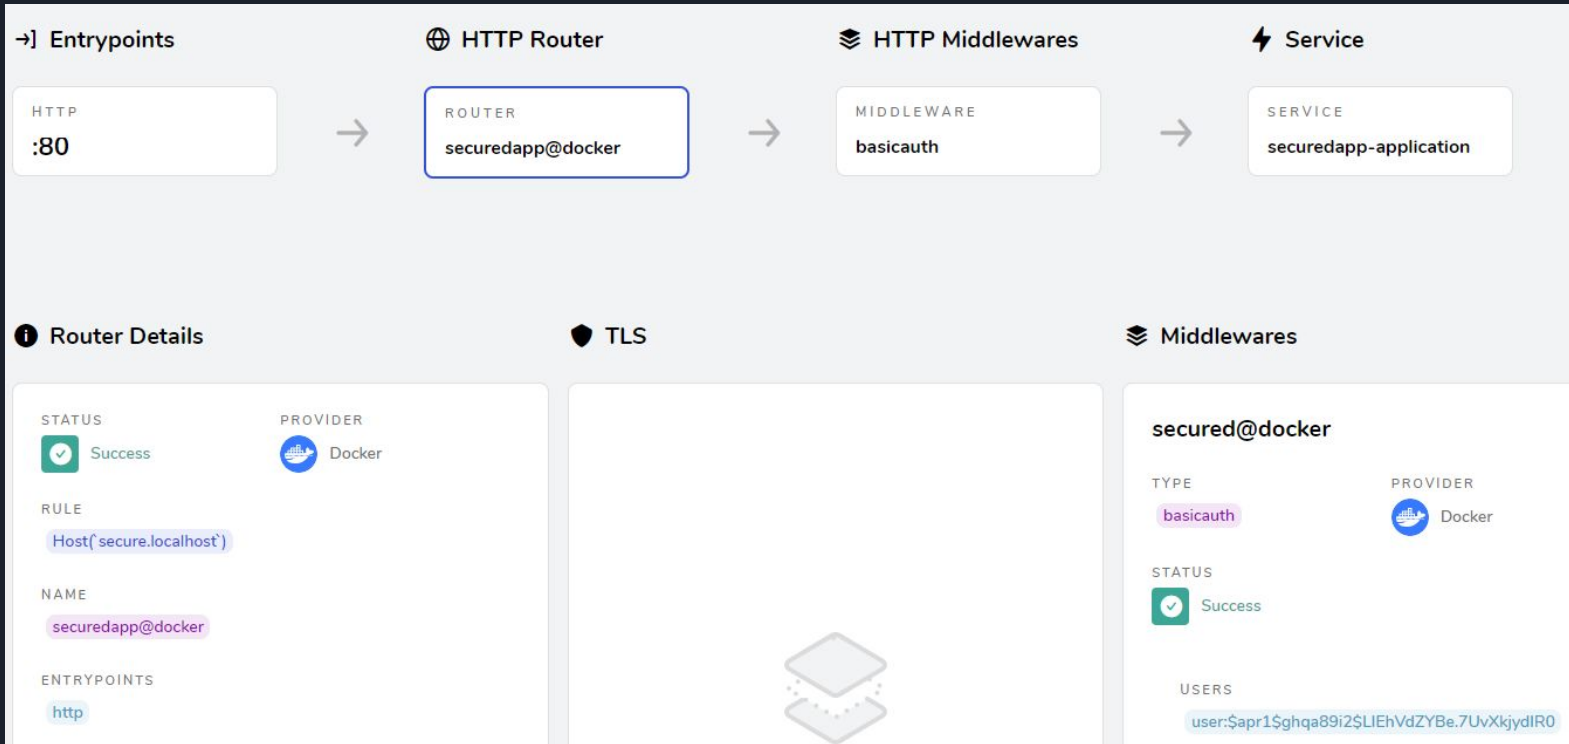 Entrypoints
HTTP Router
HTTP Middlewares
Service
HTTP
:80
ROUTER
securedapp@docker
MIDDLEWARE
basicauth
SERVICE
securedapp-application
Router Details
TLS
Middlewares
STATUS
Success
PROVIDER
Docker
RULE
Host(`secure.localhost`)
NAME
securedapp@docker
ENTRYPOINTS
http
secured@docker
TYPE
basicauth
PROVIDER
Docker
STATUS
Success
USERS
user:$apr1$ghqa89i2$LIEhVdZYBe.7UvXkjydIR0